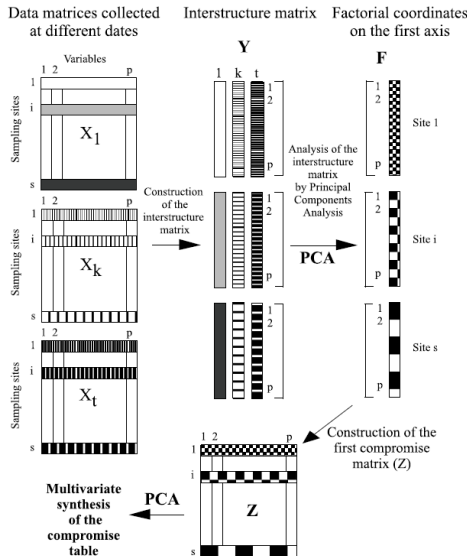 Data matrices collected
at different dates
Interstructure matrix
Factorial coordinates
on the first axis
Variables
Y
F
1 2 p
1
i
s
Sampling sites
X1
1 k t
1
2
p
1
2
p
Site 1
Analysis of the
interstructure matrix
by Principal
Components
Analysis
PCA
Construction
of the
interstructure
matrix
1 2 p
1
i
s
Sampling sites
Xk
1
2
p
1
2
p
Site i
1 2 p
1
i
s
Sampling sites
Xt
1
2
p
1
2
p
Site s
Construction of the
first compromise
matrix (Z)
1 2 p
1
i
s
Z
PCA
Multivariate
synthesis
of the
compromise
table